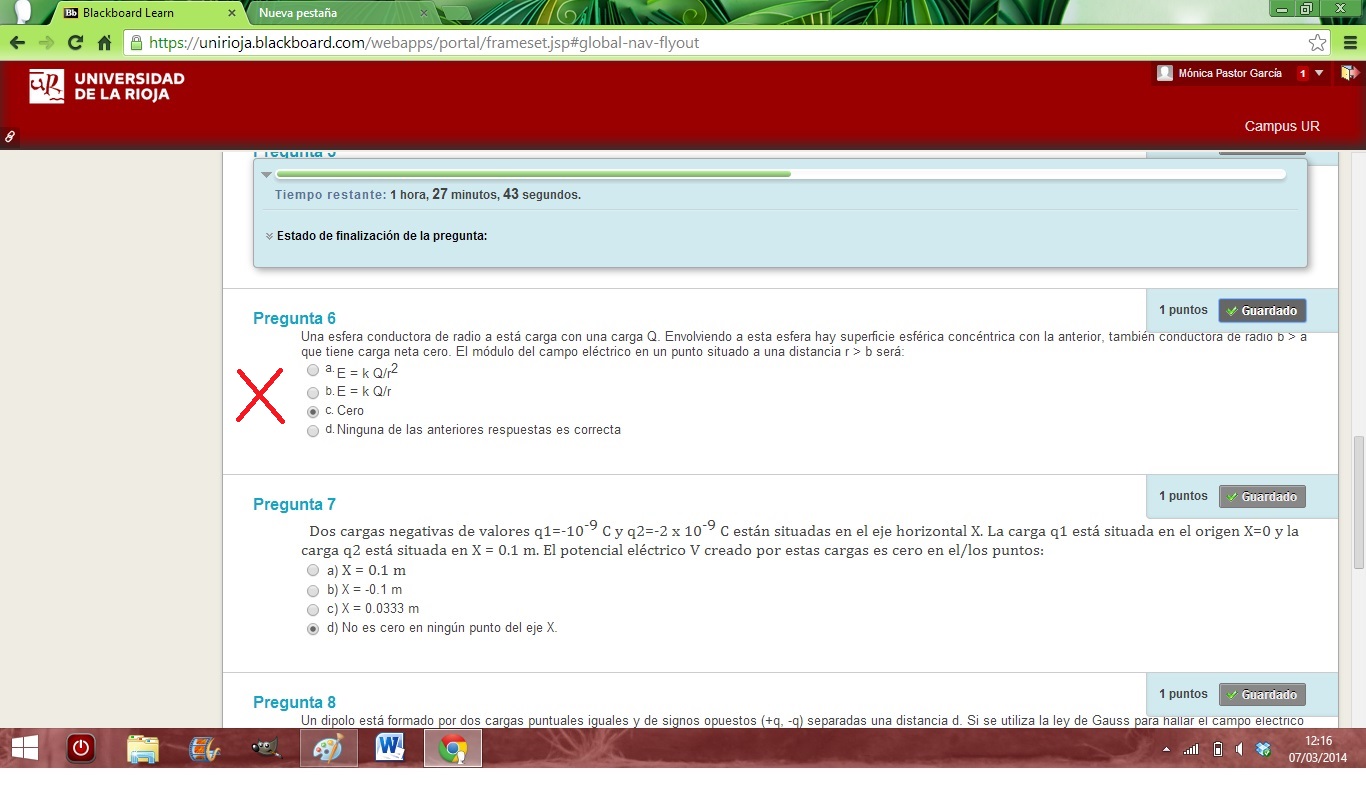 Blackboard Learn
Nueva pestaña
https://unirioja.blackboard.com/webapps/portal/frameset.jsp#global-nav-flyout
UNIVERSIDAD
DE LA RIOJA
Mónica Pastor García 1
Campus UR
Pregunta 5
Tiempo restante: 1 hora, 27 minutos, 43 segundos.
Estado de finalización de la pregunta:
1 puntos Guardado
Pregunta 6
Una esfera conductora de radio a está carga con una carga Q. Envolviendo a esta esfera hay superficie esférica concéntrica con la anterior, también conductora de radio b > a
que tiene carga neta cero. El módulo del campo eléctrico en un punto situado a una distancia r > b será:
a. E = k Q/r²
b. E = k Q/r
c. Cero
d. Ninguna de las anteriores respuestas es correcta
1 puntos Guardado
Pregunta 7
Dos cargas negativas de valores q1=-10⁻⁹ C y q2=-2 x 10⁻⁹ C están situadas en el eje horizontal X. La carga q1 está situada en el origen X=0 y la
carga q2 está situada en X = 0.1 m. El potencial eléctrico V creado por estas cargas es cero en el/los puntos:
a) X = 0.1 m
b) X = -0.1 m
c) X = 0.0333 m
d) No es cero en ningún punto del eje X.
1 puntos Guardado
Pregunta 8
Un dipolo está formado por dos cargas puntuales iguales y de signos opuestos (+q, -q) separadas una distancia d. Si se utiliza la ley de Gauss para hallar el campo eléctrico
12:16
07/03/2014